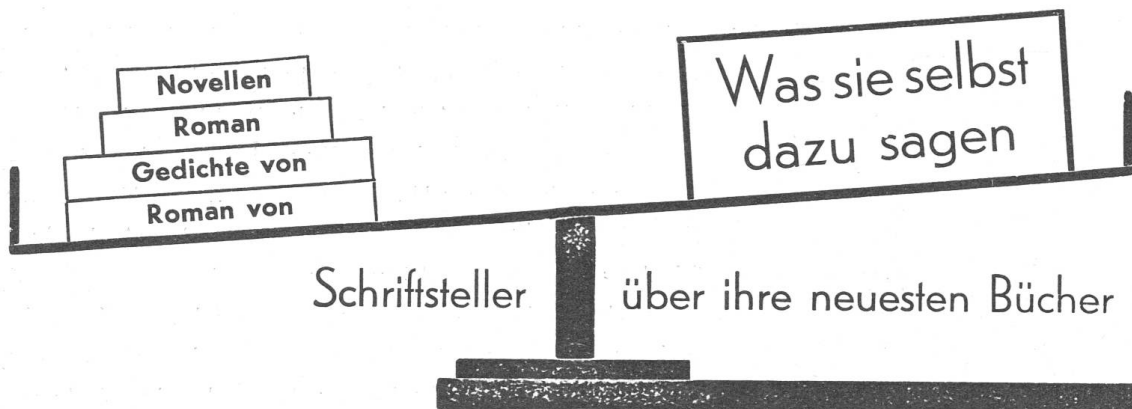 Novellen
Roman
Gedichte von
Roman von
Was sie selbst
dazu sagen
Schriftsteller über ihre neuesten Bücher